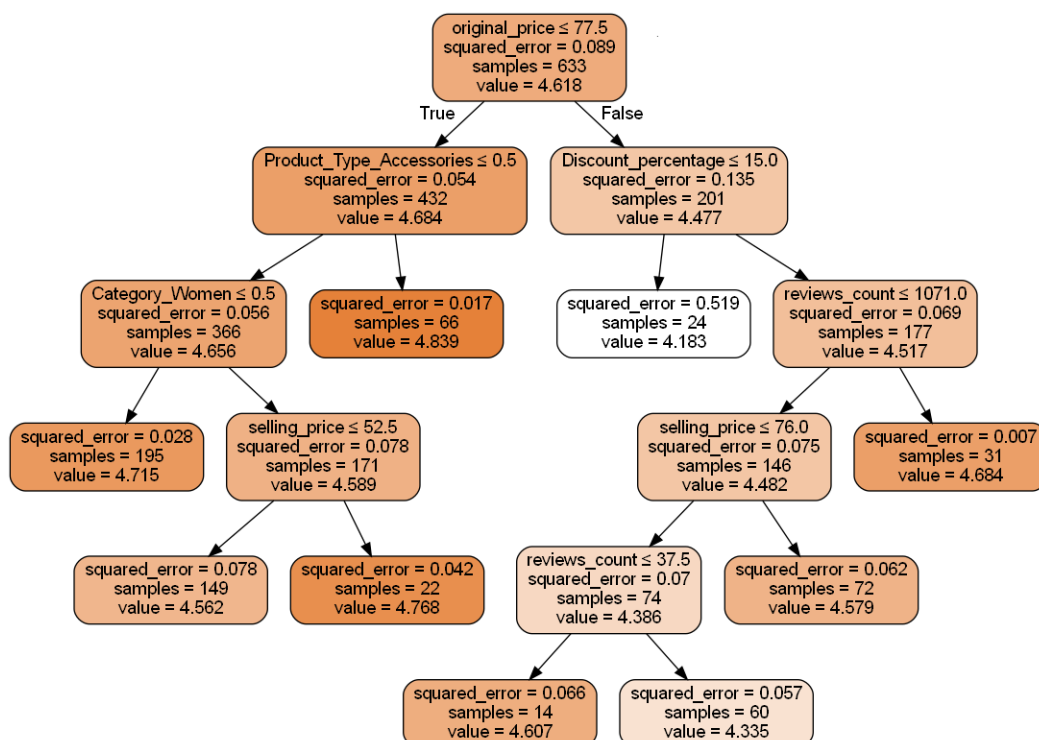 original_price ≤ 77.5
squared_error = 0.089
samples = 633
value = 4.618
True
False
Product_Type_Accessories ≤ 0.5
squared_error = 0.054
samples = 432
value = 4.684
Discount_percentage ≤ 15.0
squared_error = 0.135
samples = 201
value = 4.477
Category_Women ≤ 0.5
squared_error = 0.056
samples = 366
value = 4.656
squared_error = 0.017
samples = 66
value = 4.839
squared_error = 0.519
samples = 24
value = 4.183
reviews_count ≤ 1071.0
squared_error = 0.069
samples = 177
value = 4.517
squared_error = 0.028
samples = 195
value = 4.715
selling_price ≤ 52.5
squared_error = 0.078
samples = 171
value = 4.589
selling_price ≤ 76.0
squared_error = 0.075
samples = 146
value = 4.482
squared_error = 0.007
samples = 31
value = 4.684
squared_error = 0.078
samples = 149
value = 4.562
squared_error = 0.042
samples = 22
value = 4.768
reviews_count ≤ 37.5
squared_error = 0.07
samples = 74
value = 4.386
squared_error = 0.062
samples = 72
value = 4.579
squared_error = 0.066
samples = 14
value = 4.607
squared_error = 0.057
samples = 60
value = 4.335